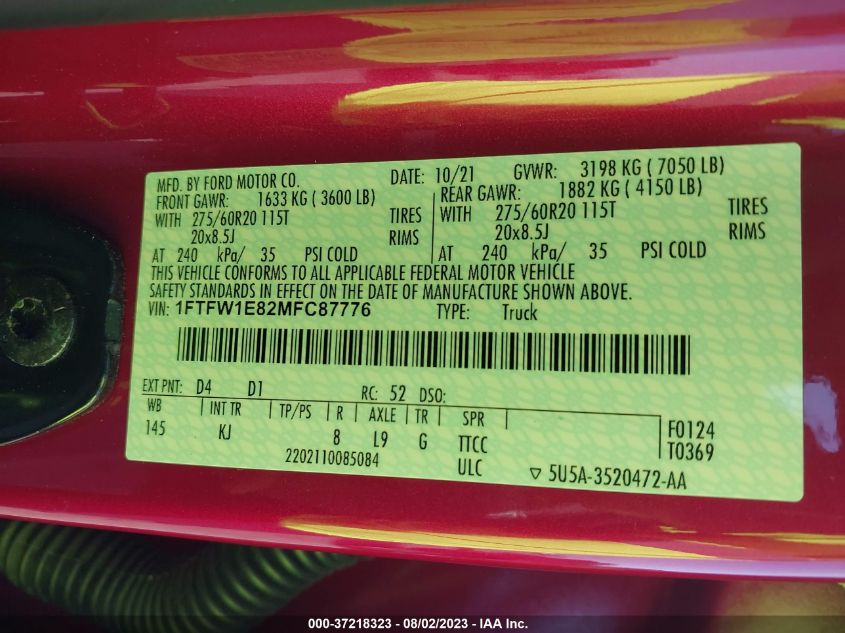 MFD. BY FORD MOTOR CO. DATE: 10/21 GVWR: 3198 KG ( 7050 LB)
FRONT GAWR: 1633 KG ( 3600 LB) REAR GAWR: 1882 KG ( 4150 LB)
WITH 275/60R20 115T TIRES WITH 275/60R20 115T TIRES
20x8.5J RIMS 20x8.5J RIMS
AT 240 kPa/ 35 PSI COLD AT 240 kPa/ 35 PSI COLD
THIS VEHICLE CONFORMS TO ALL APPLICABLE FEDERAL MOTOR VEHICLE
SAFETY STANDARDS IN EFFECT ON THE DATE OF MANUFACTURE SHOWN ABOVE.
VIN: 1FTFW1E82MFC87776 TYPE: Truck
EXT PNT: D4 D1 RC: 52 DSO:
WB INT TR TP/PS R AXLE TR SPR F0124
145 KJ 8 L9 G TTCC T0369
2202110085084 ULC ▽ 5U5A-3520472-AA
000-37218323 - 08/02/2023 - IAA Inc.